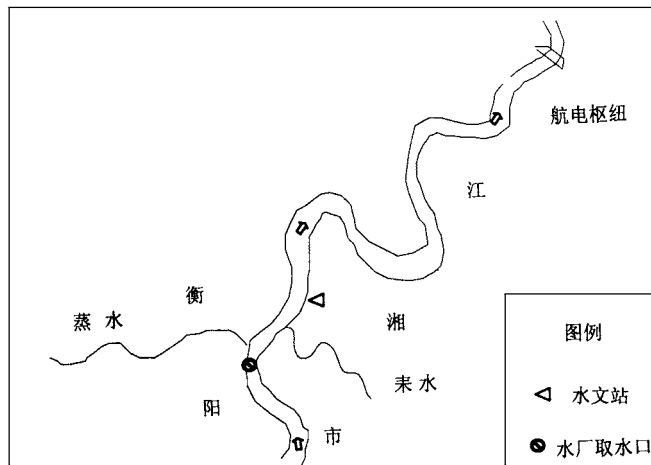 航电枢纽
江
衡
蒸水
湘
耒水
阳
市
图例
水文站
水厂取水口